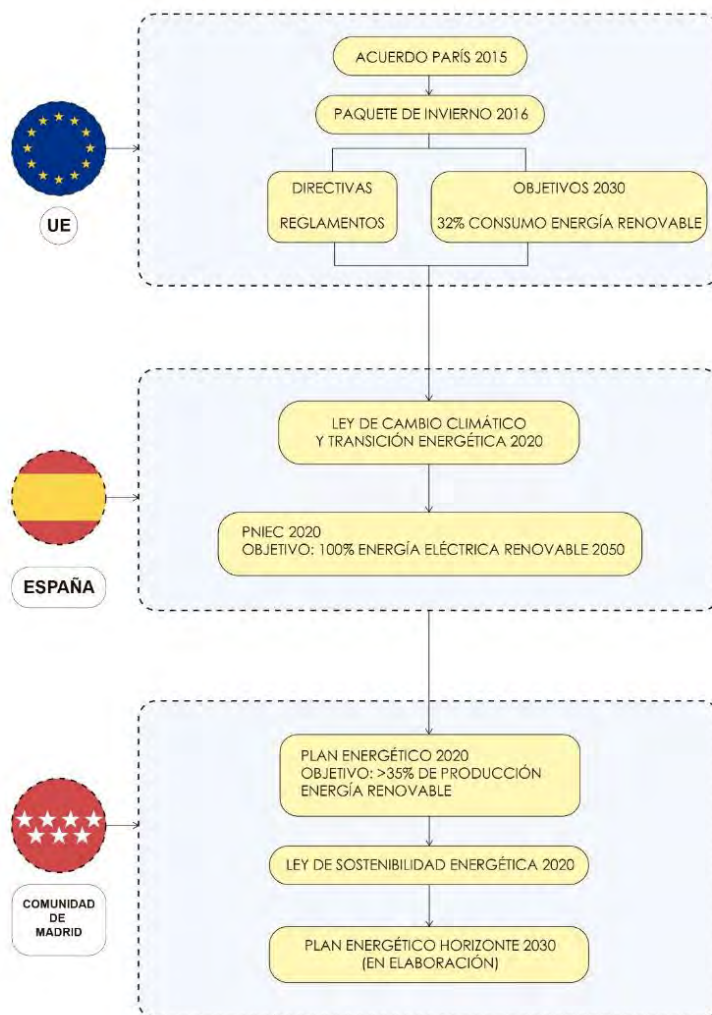 ACUERDO PARÍS 2015
PAQUETE DE INVIERNO 2016
DIRECTIVAS
REGLAMENTOS
OBJETIVOS 2030
32% CONSUMO ENERGÍA RENOVABLE
UE
LEY DE CAMBIO CLIMÁTICO
Y TRANSICIÓN ENERGÉTICA 2020
PNIEC 2020
OBJETIVO: 100% ENERGÍA ELÉCTRICA RENOVABLE 2050
ESPAÑA
PLAN ENERGÉTICO 2020
OBJETIVO: >35% DE PRODUCCIÓN
ENERGÍA RENOVABLE
LEY DE SOSTENIBILIDAD ENERGÉTICA 2020
COMUNIDAD
DE
MADRID
PLAN ENERGÉTICO HORIZONTE 2030
(EN ELABORACIÓN)